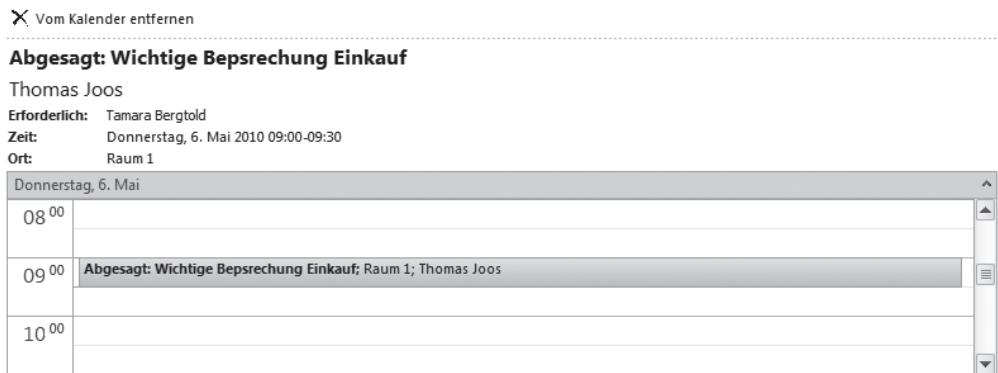 Vom Kalender entfernen
Abgesagt: Wichtige Bepsrechung Einkauf
Thomas Joos
Erforderlich: Tamara Bergtold
Zeit: Donnerstag, 6. Mai 2010 09:00-09:30
Ort: Raum 1
Donnerstag, 6. Mai
08 00
09 00 Abgesagt: Wichtige Bepsrechung Einkauf; Raum 1; Thomas Joos
10 00